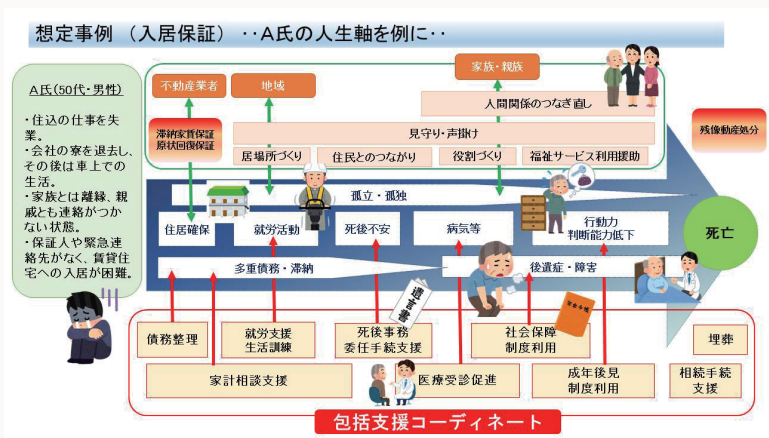 想定事例 （入居保証） ‥A氏の人生軸を例に‥
A氏(50代・男性)
・住込の仕事を失
業。
・会社の寮を退去し、
その後は車上での
生活。
・家族とは離縁、親
戚とも連絡がつか
ない状態。
・保証人や緊急連
絡先がなく、賃貸住
宅への入居が困難。
不動産業者
地域
家族・親族
人間関係のつなぎ直し
滞納家賃保証
原状回復保証
見守り・声掛け
残像動産処分
居場所づくり
住民とのつながり
役割づくり
福祉サービス利用援助
孤立・孤独
住居確保
就労活動
死後不安
病気等
行動力
判断能力低下
死亡
多重債務・滞納
後遺症・障害
遺言書
年金手帳
債務整理
就労支援
生活訓練
死後事務
委任手続支援
社会保障
制度利用
埋葬
家計相談支援
医療受診促進
成年後見
制度利用
相続手続
支援
包括支援コーディネート